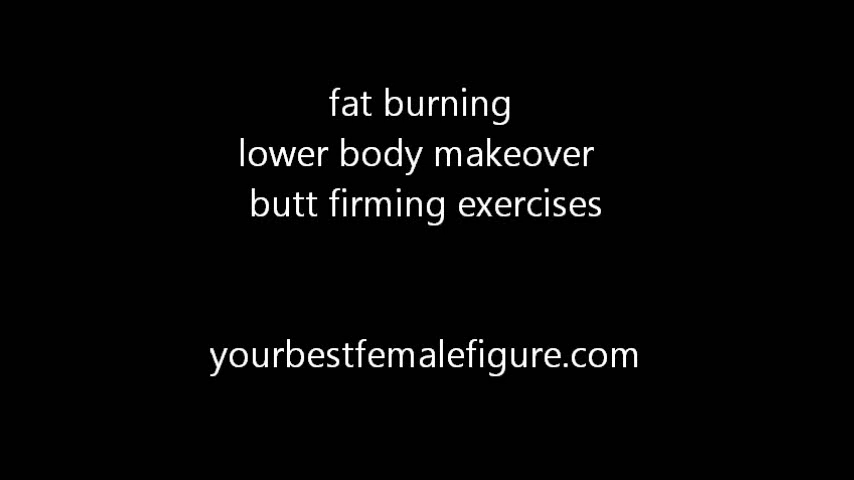 fat burning
lower body makeover
butt firming exercises
yourbestfemalefigure.com